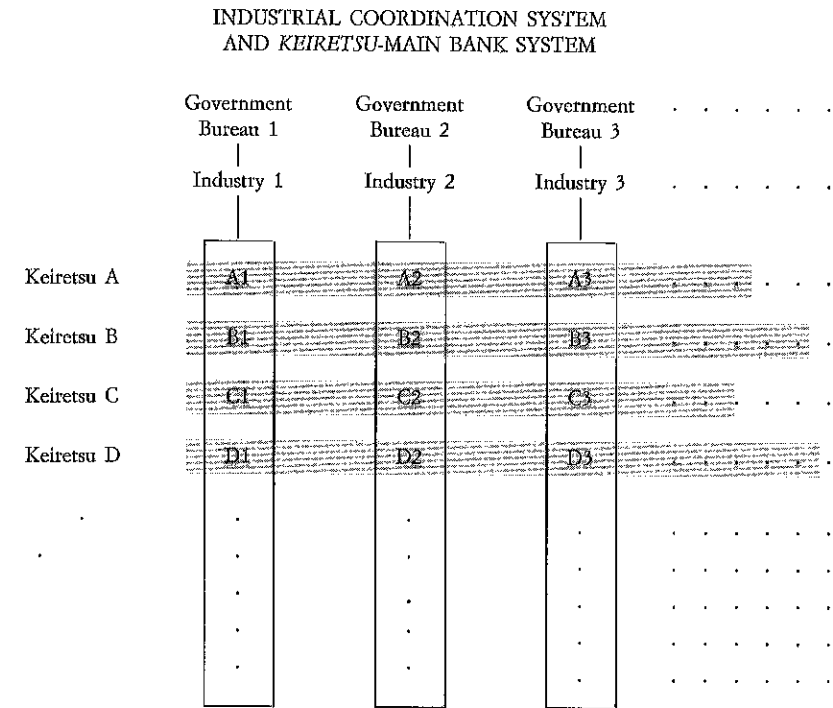 INDUSTRIAL COORDINATION SYSTEM
AND KEIRETSU-MAIN BANK SYSTEM
Government Government Government . . . . . .
Bureau 1 Bureau 2 Bureau 3
Industry 1 Industry 2 Industry 3 . . . . . .
Keiretsu A A1 A2 A3 . . . . . .
Keiretsu B B1 B2 B3 . . . . . .
Keiretsu C C1 C2 C3 . . . . . .
Keiretsu D D1 D2 D3 . . . . . .